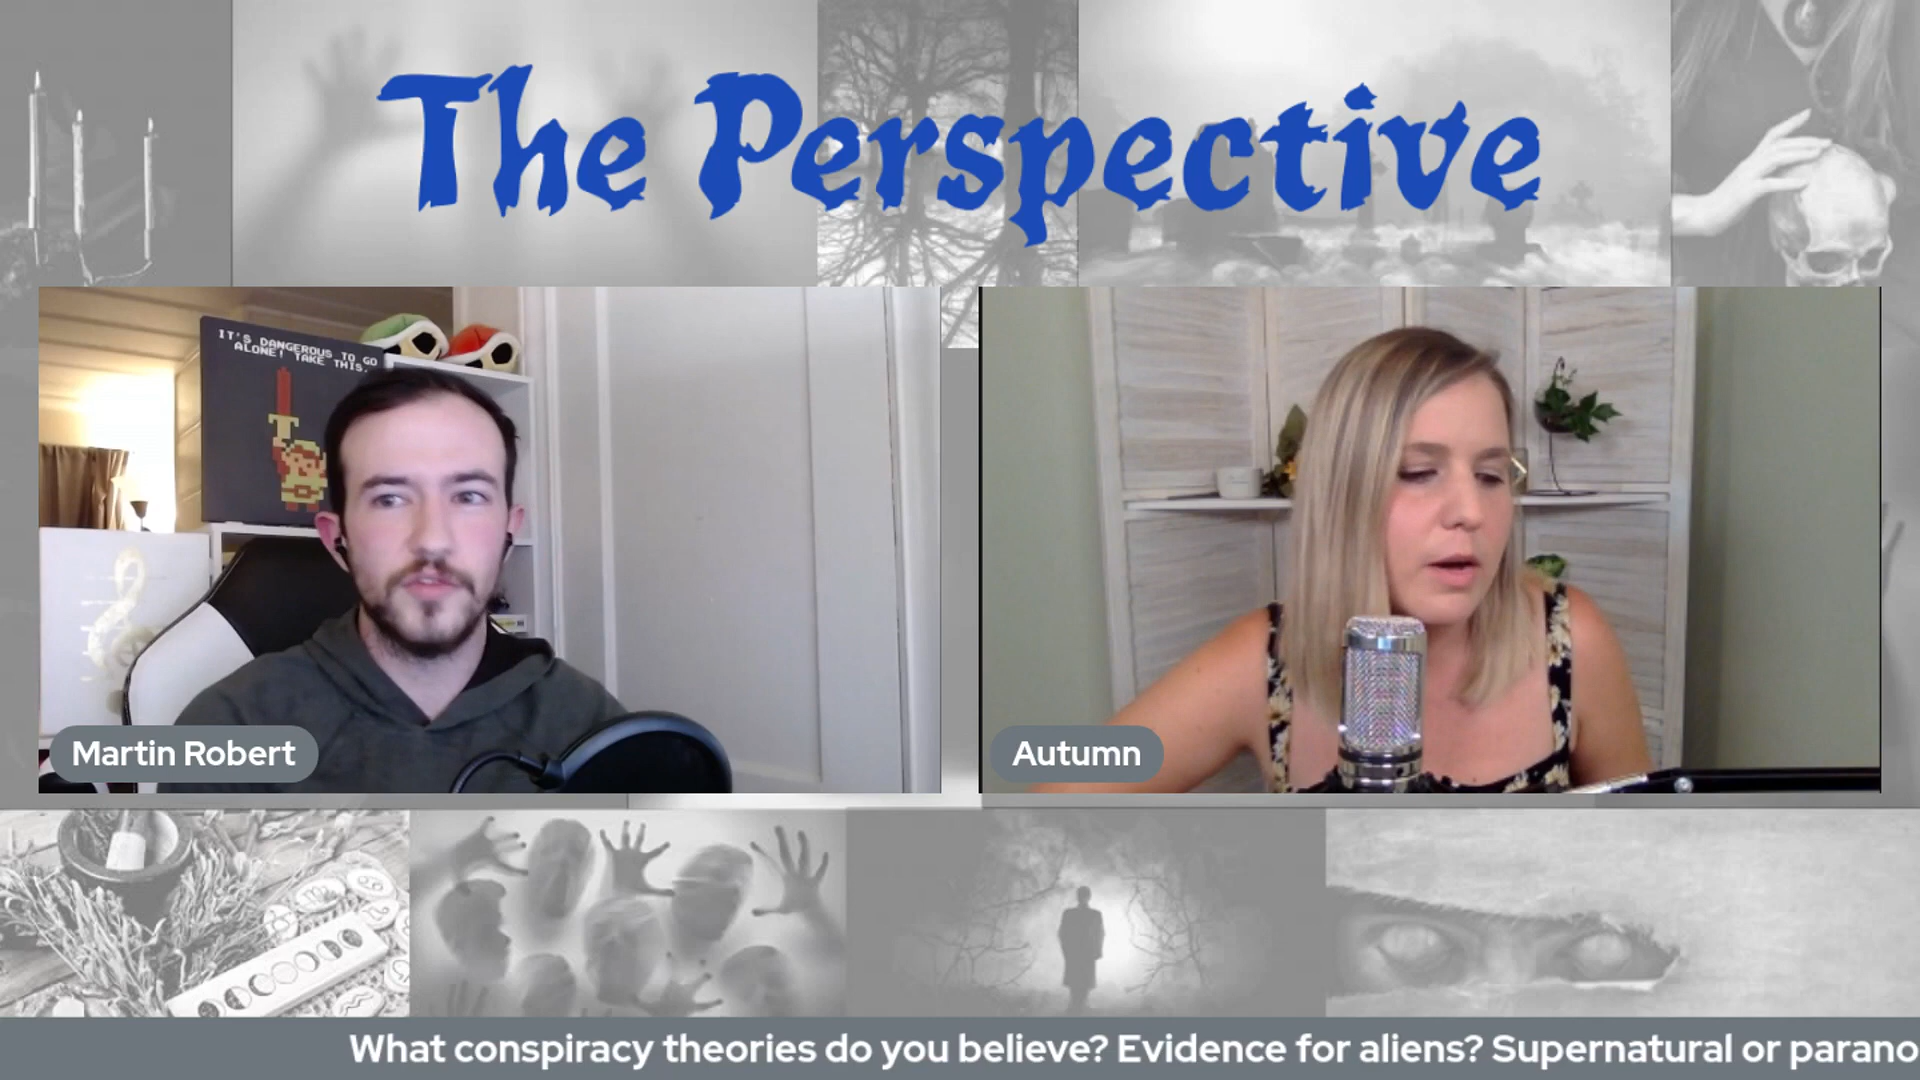 The Perspective
IT'S DANGEROUS TO GO
ALONE! TAKE THIS.
Martin Robert
Autumn
What conspiracy theories do you believe? Evidence for aliens? Supernatural or parano